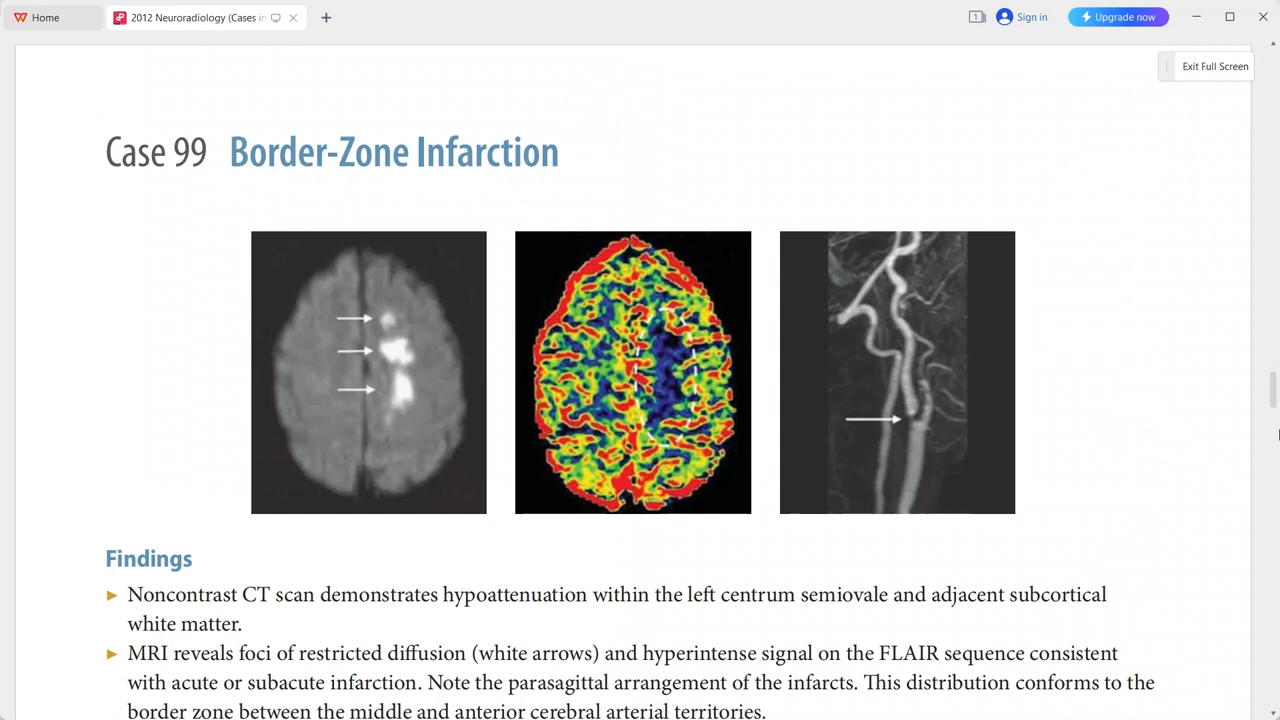 Home
2012 Neuroradiology (Cases in
1
Sign in
Upgrade now
Exit Full Screen
Case 99 Border-Zone Infarction
Findings
► Noncontrast CT scan demonstrates hypoattenuation within the left centrum semiovale and adjacent subcortical
white matter.
► MRI reveals foci of restricted diffusion (white arrows) and hyperintense signal on the FLAIR sequence consistent
with acute or subacute infarction. Note the parasagittal arrangement of the infarcts. This distribution conforms to the
border zone between the middle and anterior cerebral arterial territories.